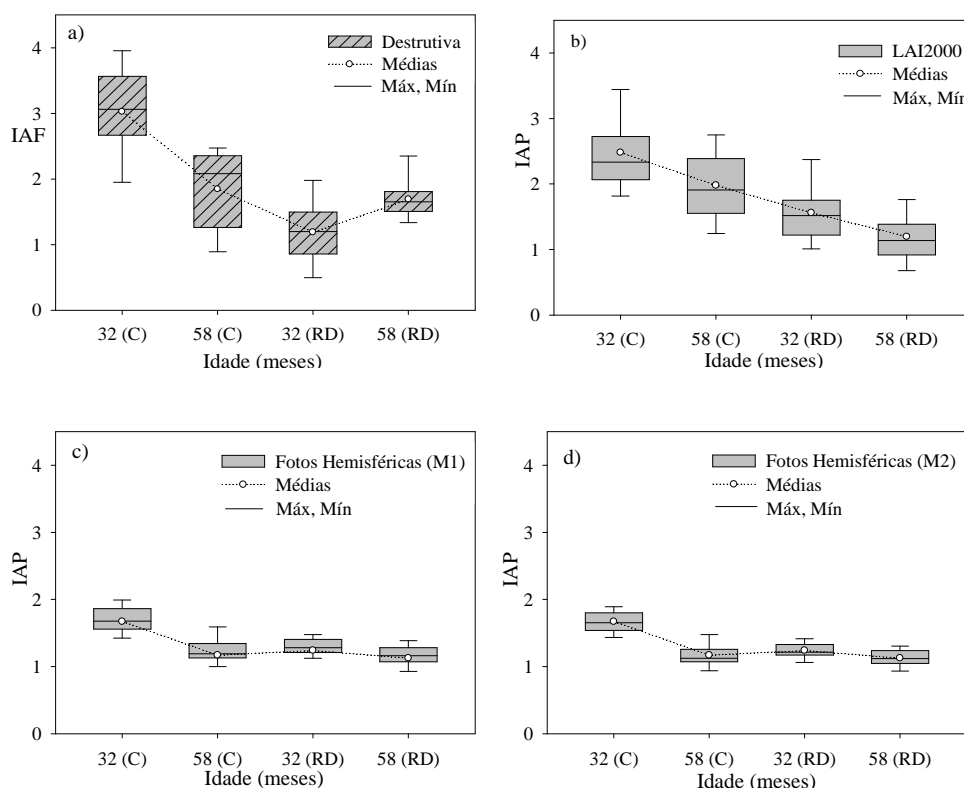 a)
Destrutiva
Médias
Máx, Mín
4
3
2
1
0
IAF
32 (C) 58 (C) 32 (RD) 58 (RD)
Idade (meses)
b)
LAI2000
Médias
Máx, Mín
4
3
2
1
0
IAP
32 (C) 58 (C) 32 (RD) 58 (RD)
Idade (meses)
c)
Fotos Hemisféricas (M1)
Médias
Máx, Mín
4
3
2
1
0
IAP
32 (C) 58 (C) 32 (RD) 58 (RD)
Idade (meses)
d)
Fotos Hemisféricas (M2)
Médias
Máx, Mín
4
3
2
1
0
IAP
32 (C) 58 (C) 32 (RD) 58 (RD)
Idade (meses)